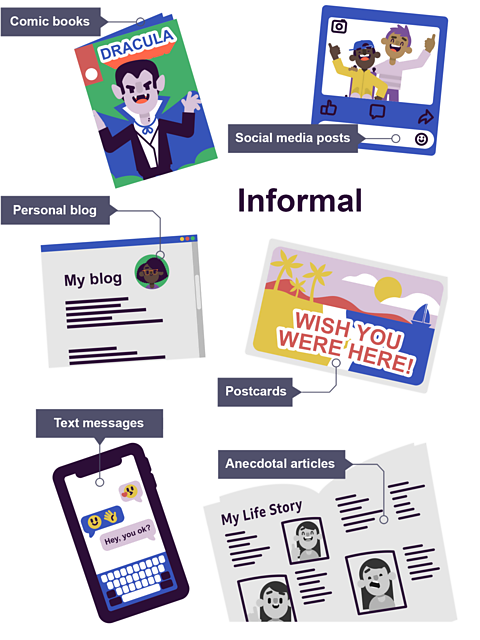 Comic books
DRACULA
Social media posts
Informal
Personal blog
My blog
WISH YOU
WERE HERE!
Postcards
Text messages
Hey, you ok?
Anecdotal articles
My Life Story